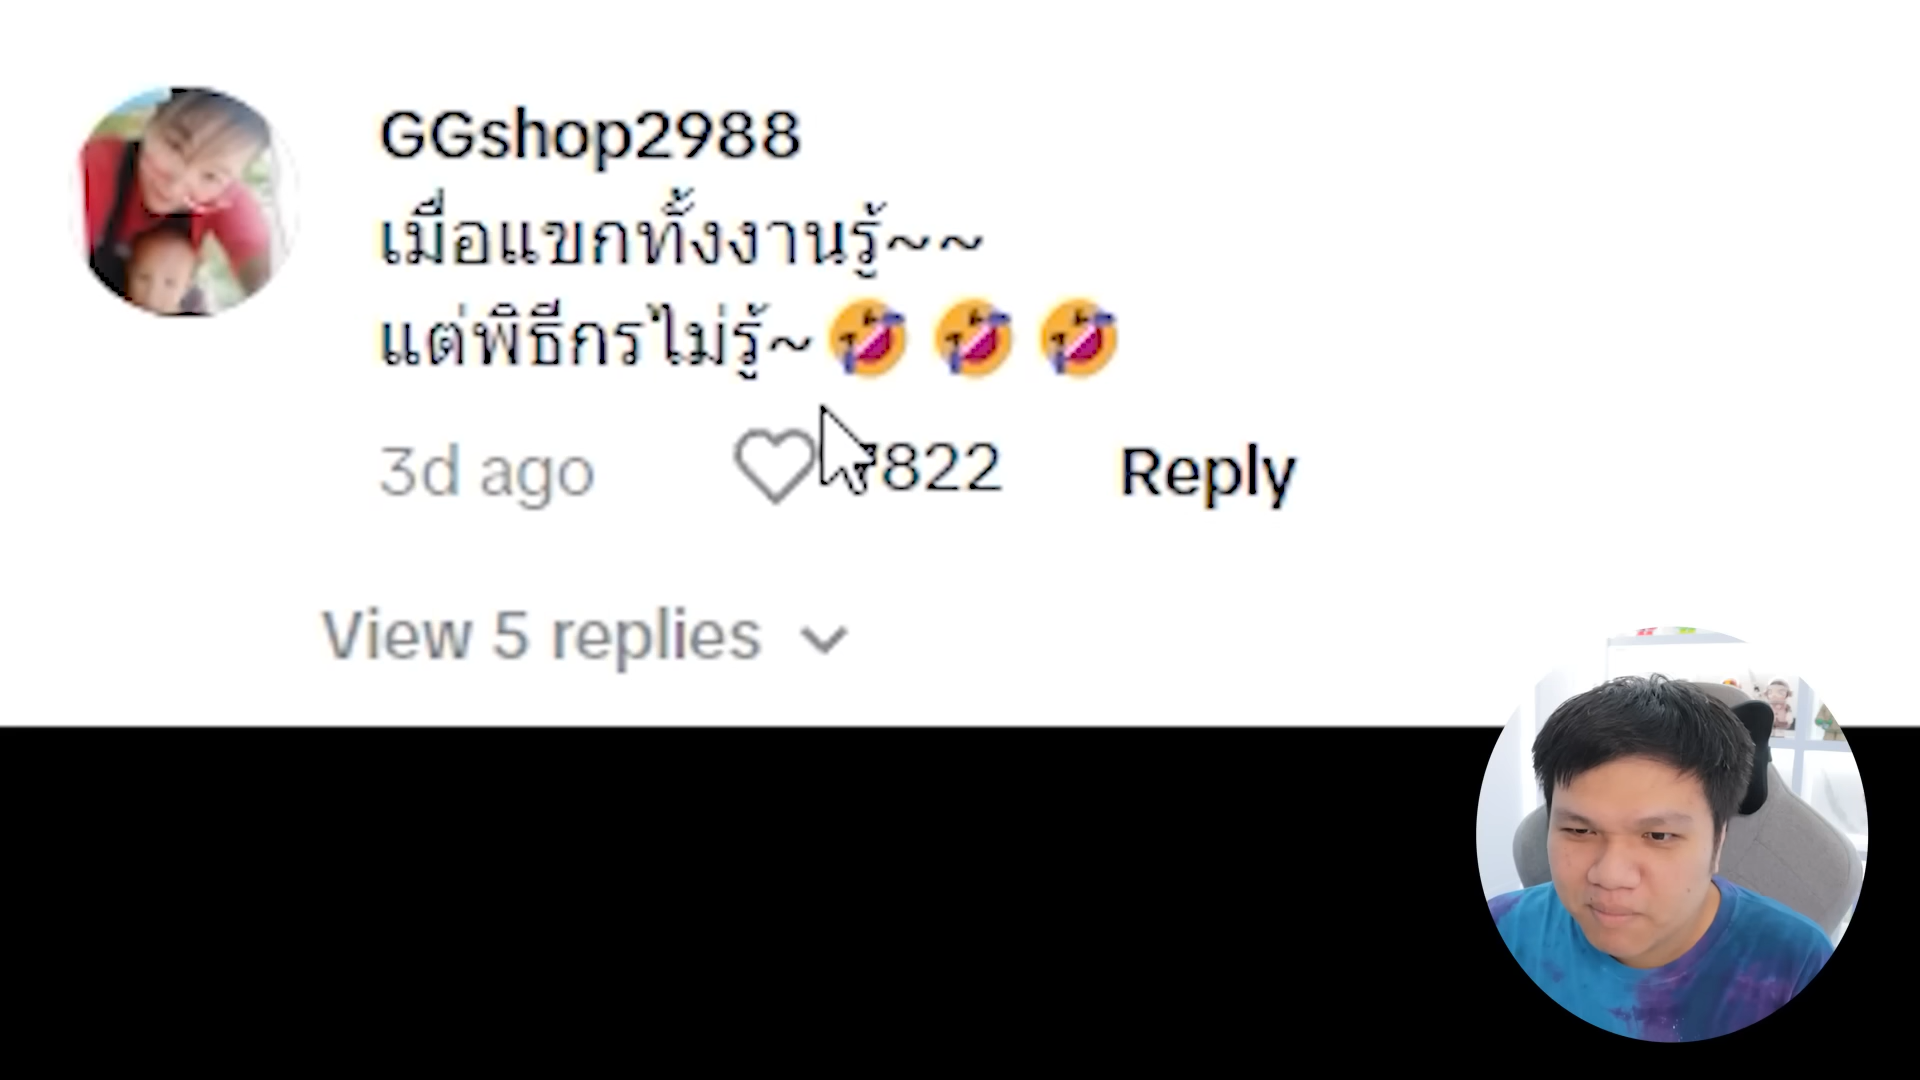 GGshop2988
เมื่อแขกทั้งงานรู้~~
แต่พิธีกรไม่รู้~🤣🤣🤣
3d ago 822 Reply
View 5 replies